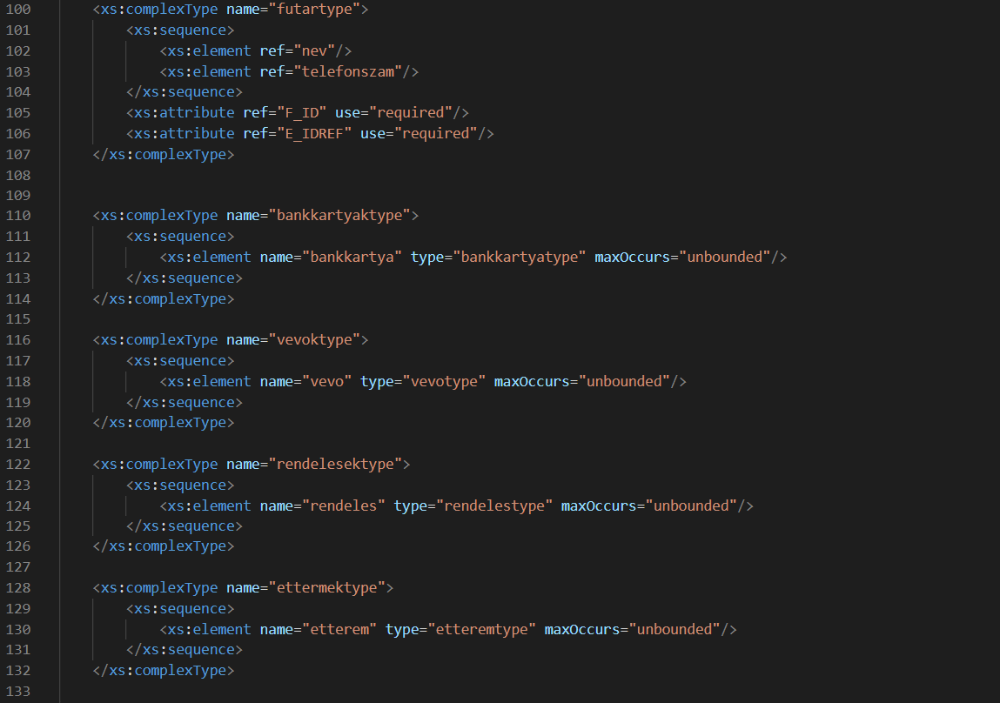 100 <xs:complexType name="futartype">
101 <xs:sequence>
102 <xs:element ref="nev"/>
103 <xs:element ref="telefonszam"/>
104 </xs:sequence>
105 <xs:attribute ref="F_ID" use="required"/>
106 <xs:attribute ref="E_IDREF" use="required"/>
107 </xs:complexType>
108
109
110 <xs:complexType name="bankkartyaktype">
111 <xs:sequence>
112 <xs:element name="bankkartya" type="bankkartyatype" maxOccurs="unbounded"/>
113 </xs:sequence>
114 </xs:complexType>
115
116 <xs:complexType name="vevoktype">
117 <xs:sequence>
118 <xs:element name="vevo" type="vevotype" maxOccurs="unbounded"/>
119 </xs:sequence>
120 </xs:complexType>
121
122 <xs:complexType name="rendelesektype">
123 <xs:sequence>
124 <xs:element name="rendeles" type="rendelestype" maxOccurs="unbounded"/>
125 </xs:sequence>
126 </xs:complexType>
127
128 <xs:complexType name="ettermektype">
129 <xs:sequence>
130 <xs:element name="etterem" type="etteremtype" maxOccurs="unbounded"/>
131 </xs:sequence>
132 </xs:complexType>
133